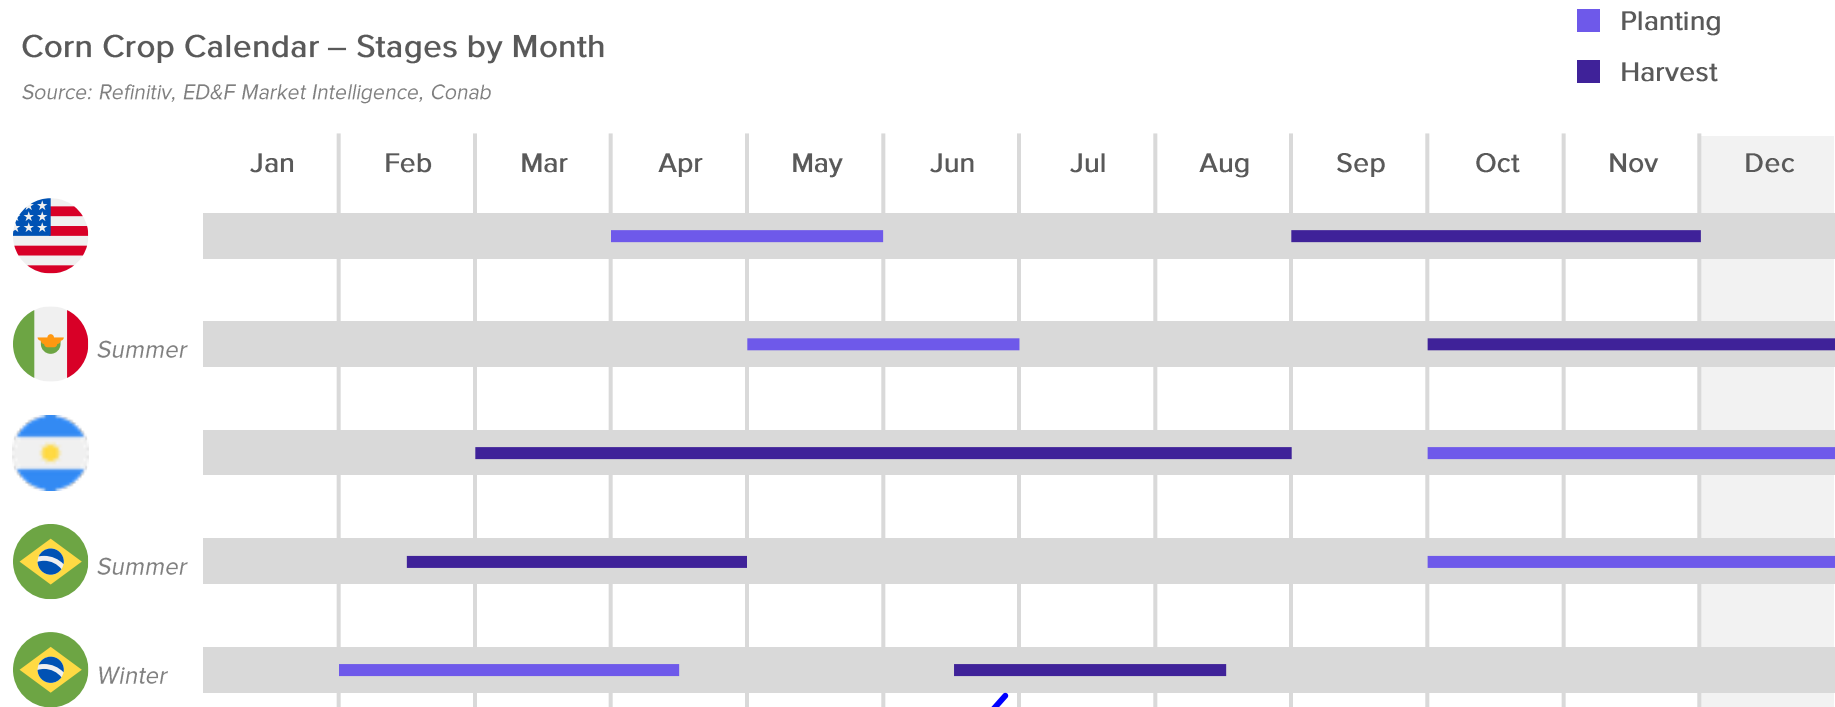 Planting
Corn Crop Calendar – Stages by Month
Harvest
Source: Refinitiv, ED&F Market Intelligence, Conab
Jan Feb Mar Apr May Jun Jul Aug Sep Oct Nov Dec
Summer
Summer
Winter